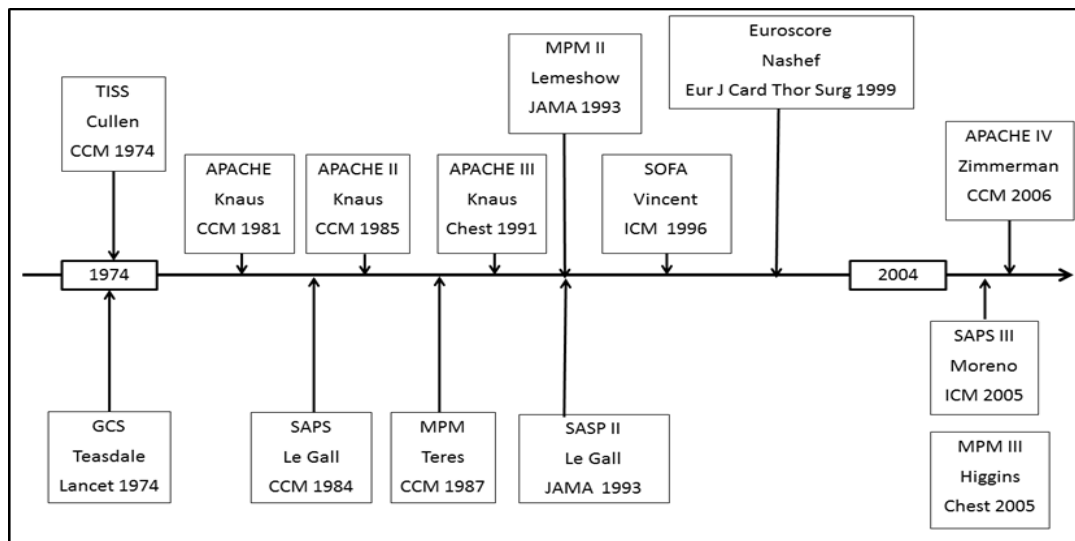 TISS
Cullen
CCM 1974
APACHE
Knaus
CCM 1981
APACHE II
Knaus
CCM 1985
APACHE III
Knaus
Chest 1991
MPM II
Lemeshow
JAMA 1993
SOFA
Vincent
ICM 1996
Euroscore
Nashef
Eur J Card Thor Surg 1999
APACHE IV
Zimmerman
CCM 2006
1974
2004
GCS
Teasdale
Lancet 1974
SAPS
Le Gall
CCM 1984
MPM
Teres
CCM 1987
SASP II
Le Gall
JAMA 1993
SAPS III
Moreno
ICM 2005
MPM III
Higgins
Chest 2005